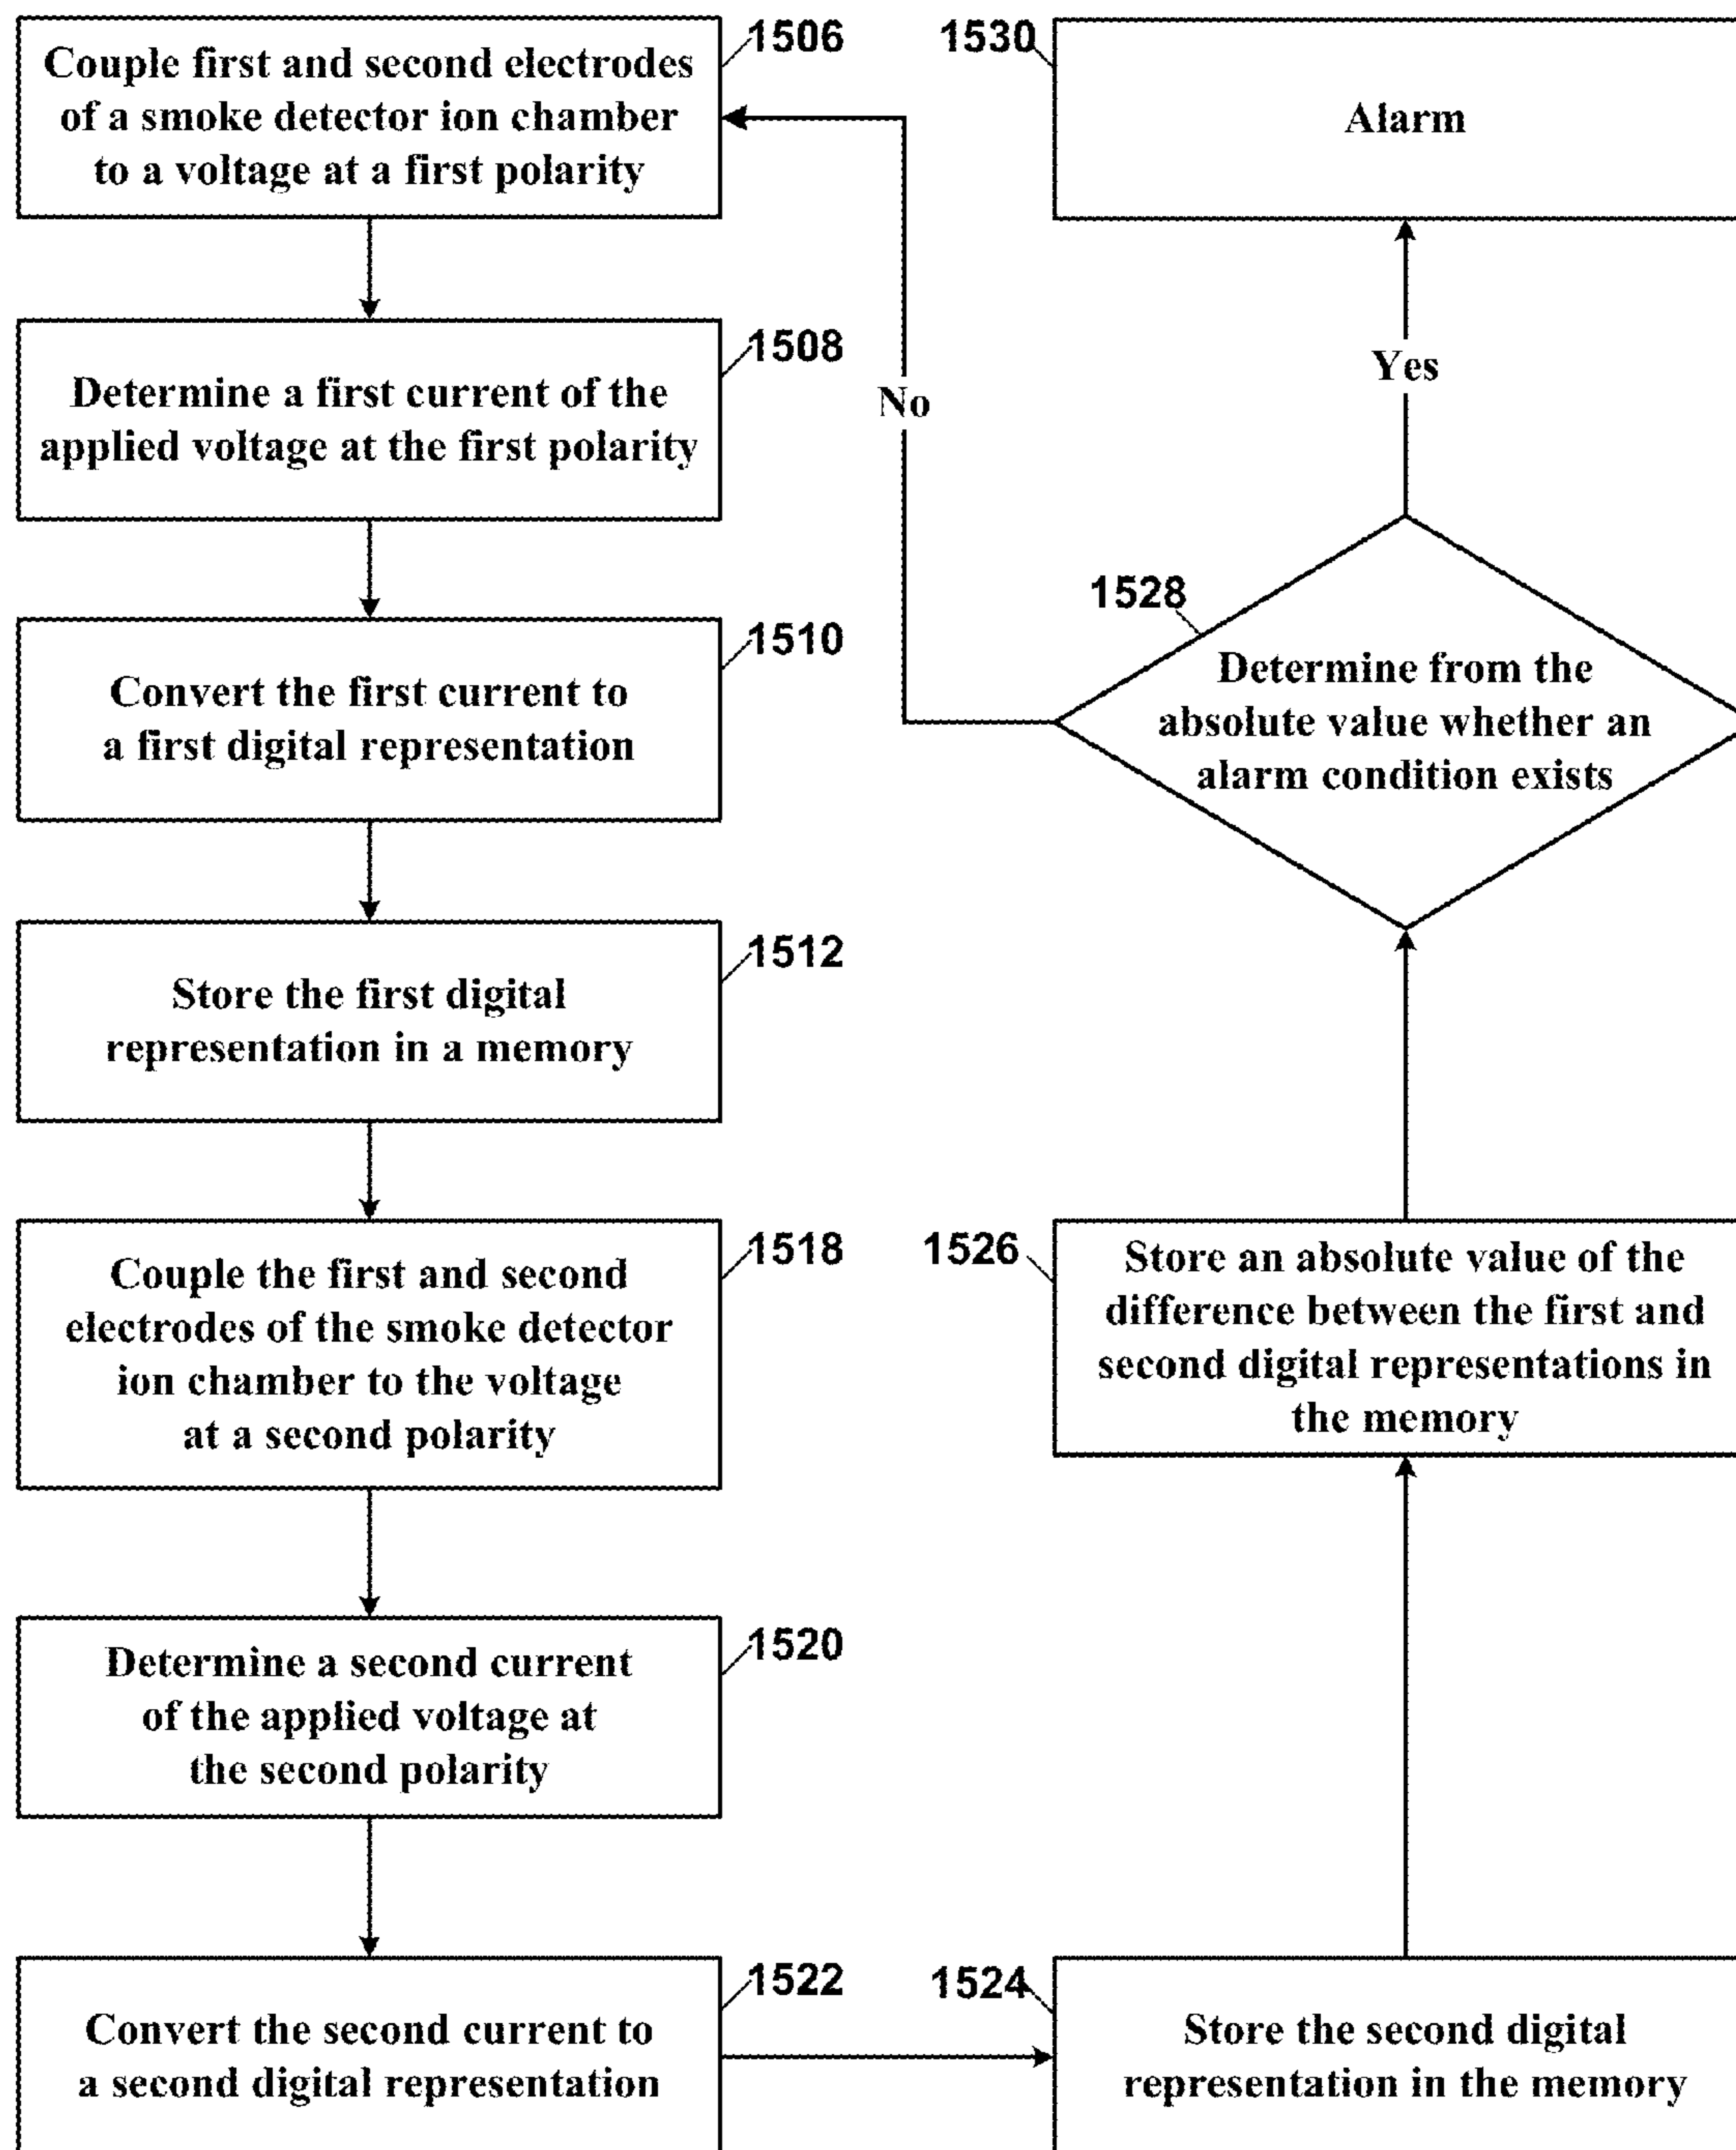 1506
Couple first and second electrodes
of a smoke detector ion chamber
to a voltage at a first polarity
1508
Determine a first current of the
applied voltage at the first polarity
1510
Convert the first current to
a first digital representation
1512
Store the first digital
representation in a memory
1518
Couple the first and second
electrodes of the smoke detector
ion chamber to the voltage
at a second polarity
1520
Determine a second current
of the applied voltage at
the second polarity
1522
Convert the second current to
a second digital representation
1524
Store the second digital
representation in the memory
1526
Store an absolute value of the
difference between the first and
second digital representations in
the memory
1528
Determine from the
absolute value whether an
alarm condition exists
No
Yes
1530
Alarm